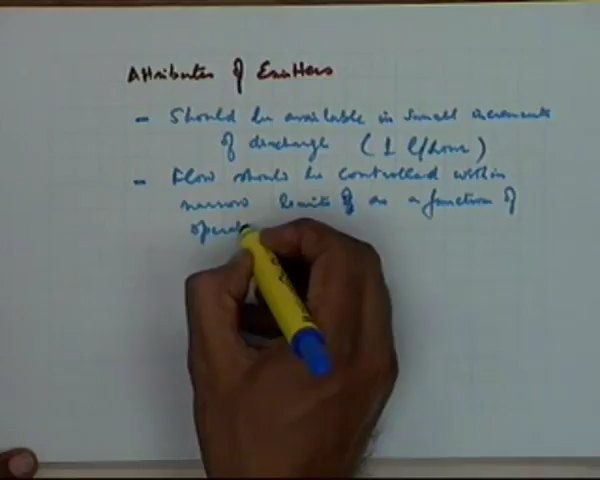 Attributes of Emitters
- Should be available in small increments
of discharge (1 l/hour)
- Flow should be controlled within
narrow limits as a function of
operat